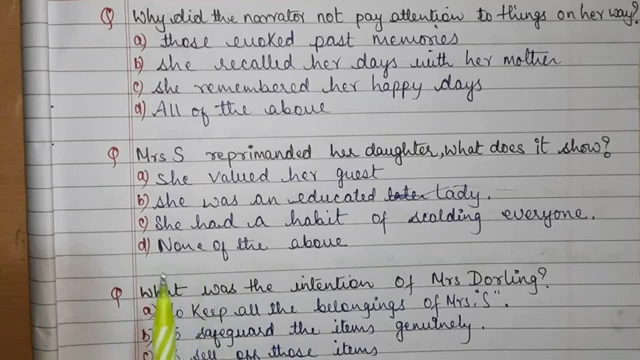 Q Why did the narrator not pay attention to things on her way?
a) those evoked past memories
b) she recalled her days with her mother
c) she remembered her happy days
d) All of the above
Q Mrs S reprimanded her daughter, what does it show?
a) She valued her guest
b) she was an educated lady.
c) She had a habit of scolding everyone.
d) None of the above
Q What was the intention of Mrs Dorling?
a) To keep all the belongings of Mrs. "S".
b) safeguard the items genuinely.
c) sell off those items